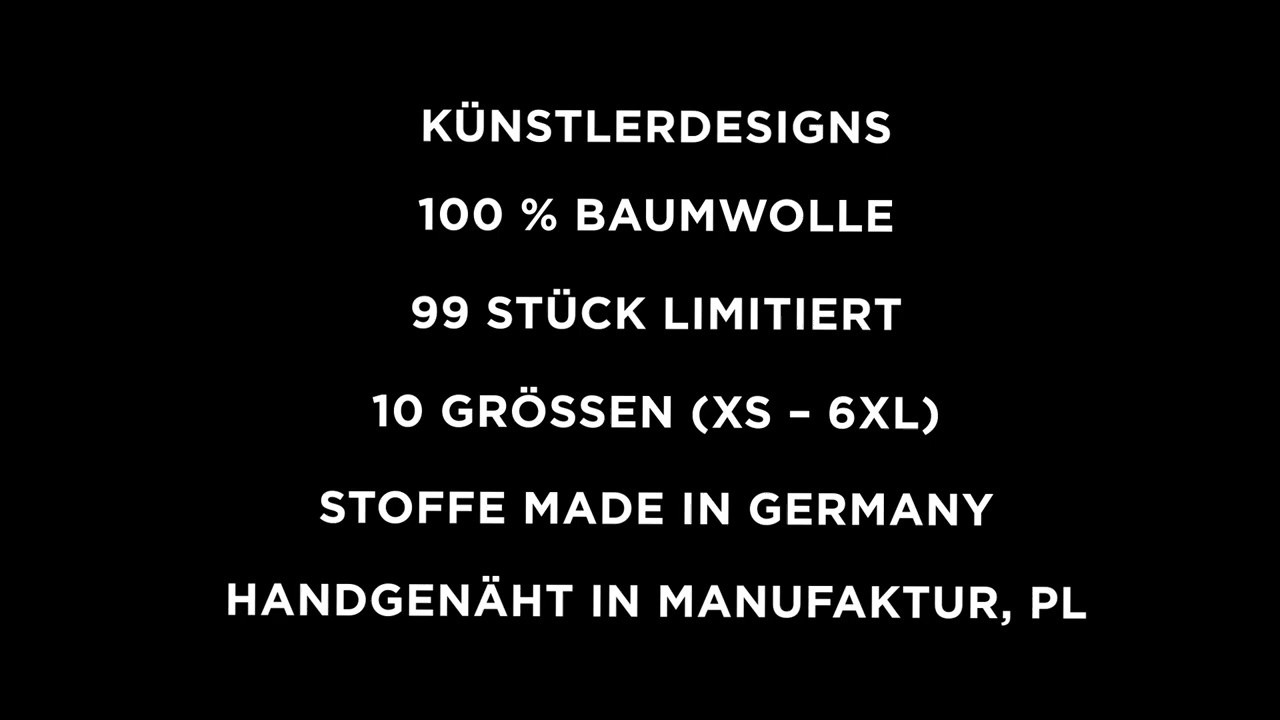 KÜNSTLERDESIGNS
100 % BAUMWOLLE
99 STÜCK LIMITIERT
10 GRÖSSEN (XS – 6XL)
STOFFE MADE IN GERMANY
HANDGENÄHT IN MANUFAKTUR, PL